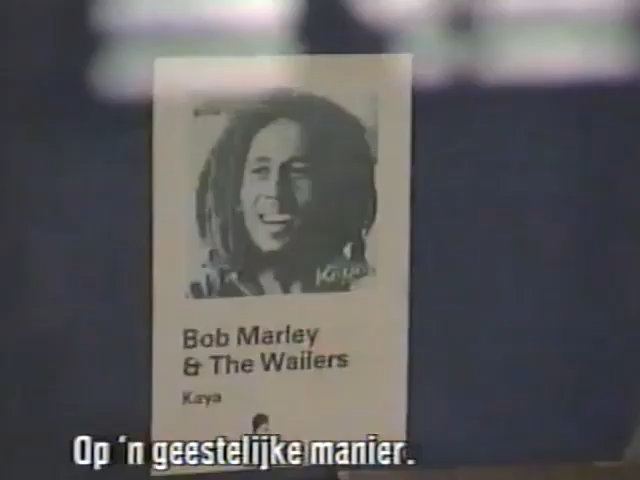 Kaya
Bob Marley
& The Wailers
Kaya
Op 'n geestelijke manier.